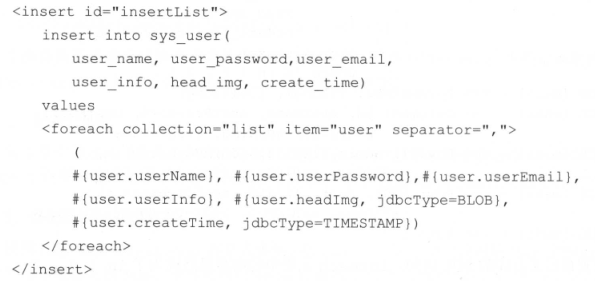 <insert id="insertList">
insert into sys_user(
user_name, user_password,user_email,
user_info, head_img, create_time)
values
<foreach collection="list" item="user" separator=",">
(
#{user.userName}, #{user.userPassword},#{user.userEmail},
#{user.userInfo}, #{user.headImg, jdbcType=BLOB},
#{user.createTime, jdbcType=TIMESTAMP})
</foreach>
</insert>